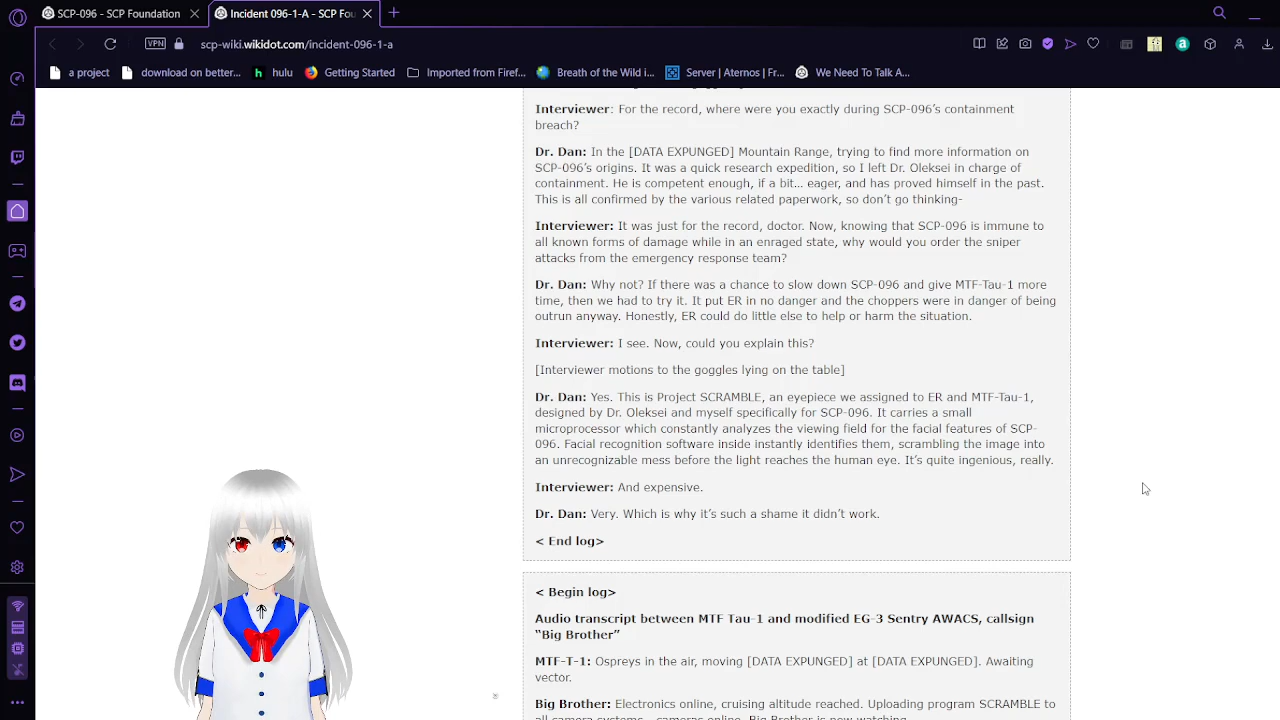 SCP-096 - SCP Foundation
Incident 096-1-A - SCP Fou
VPN
scp-wiki.wikidot.com/incident-096-1-a
a project
download on better...
hulu
Getting Started
Imported from Firef...
Breath of the Wild i...
Server | Aternos | Fr...
We Need To Talk A...
Interviewer: For the record, where were you exactly during SCP-096’s containment
breach?
Dr. Dan: In the [DATA EXPUNGED] Mountain Range, trying to find more information on
SCP-096’s origins. It was a quick research expedition, so I left Dr. Oleksei in charge of
containment. He is competent enough, if a bit… eager, and has proved himself in the past.
This is all confirmed by the various related paperwork, so don’t go thinking-
Interviewer: It was just for the record, doctor. Now, knowing that SCP-096 is immune to
all known forms of damage while in an enraged state, why would you order the sniper
attacks from the emergency response team?
Dr. Dan: Why not? If there was a chance to slow down SCP-096 and give MTF-Tau-1 more
time, then we had to try it. It put ER in no danger and the choppers were in danger of being
outrun anyway. Honestly, ER could do little else to help or harm the situation.
Interviewer: I see. Now, could you explain this?
[Interviewer motions to the goggles lying on the table]
Dr. Dan: Yes. This is Project SCRAMBLE, an eyepiece we assigned to ER and MTF-Tau-1,
designed by Dr. Oleksei and myself specifically for SCP-096. It carries a small
microprocessor which constantly analyzes the viewing field for the facial features of SCP-
096. Facial recognition software inside instantly identifies them, scrambling the image into
an unrecognizable mess before the light reaches the human eye. It’s quite ingenious, really.
Interviewer: And expensive.
Dr. Dan: Very. Which is why it’s such a shame it didn’t work.
< End log>
< Begin log>
Audio transcript between MTF Tau-1 and modified EG-3 Sentry AWACS, callsign
“Big Brother”
MTF-T-1: Ospreys in the air, moving [DATA EXPUNGED] at [DATA EXPUNGED]. Awaiting
vector.
Big Brother: Electronics online, cruising altitude reached. Uploading program SCRAMBLE to
all camera systems… cameras online. Big Brother is now watching.